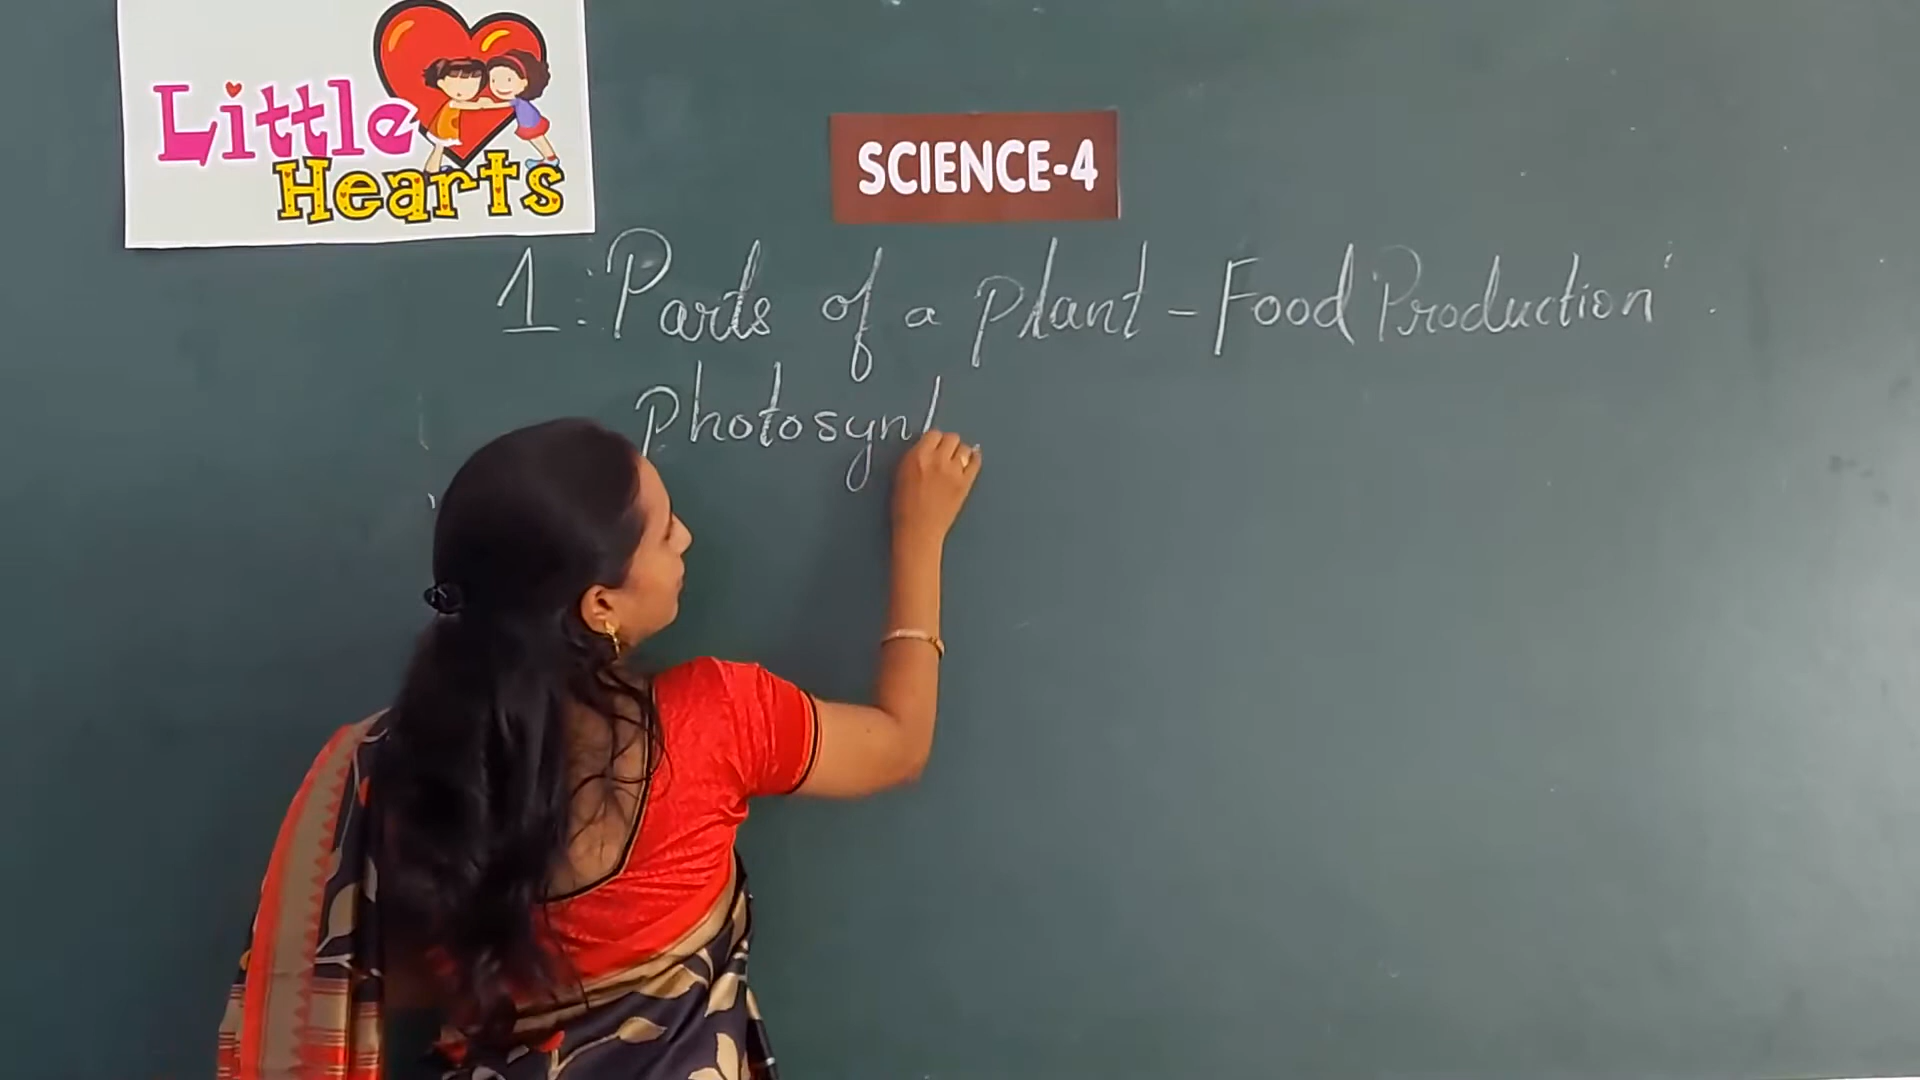 Little
Hearts
SCIENCE-4
1: Parts of a plant - Food Production .
Photosynt